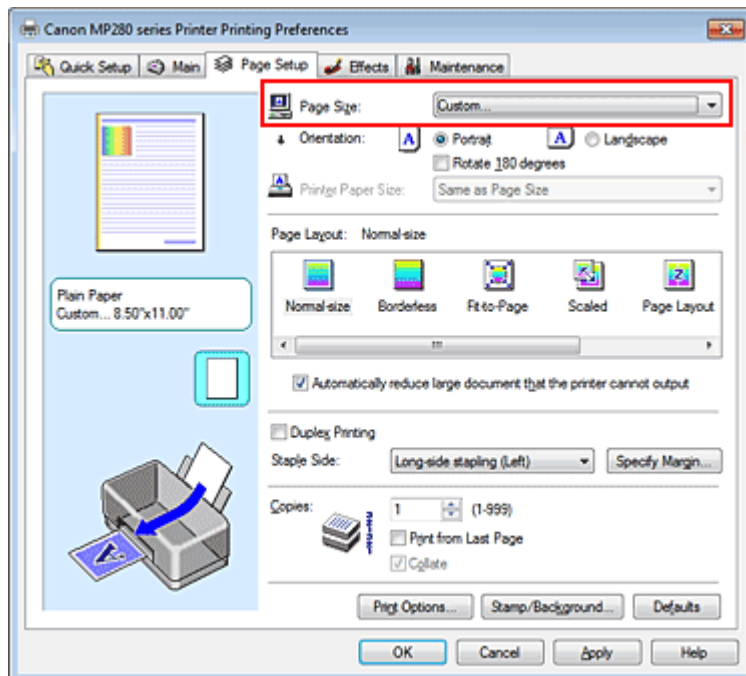 Canon MP280 series Printer Printing Preferences
Quick Setup Main Page Setup Effects Maintenance
Page Size: Custom...
Orientation: A Portrait A Landscape
Rotate 180 degrees
Printer Paper Size: Same as Page Size
Page Layout: Normal-size
Normal-size Borderless Fit-to-Page Scaled Page Layout
Plain Paper
Custom... 8.50"x11.00"
Automatically reduce large document that the printer cannot output
Duplex Printing
Staple Side: Long-side stapling (Left) Specify Margin...
Copies: 1 (1-999)
Print from Last Page
Collate
Print Options... Stamp/Background... Defaults
OK Cancel Apply Help